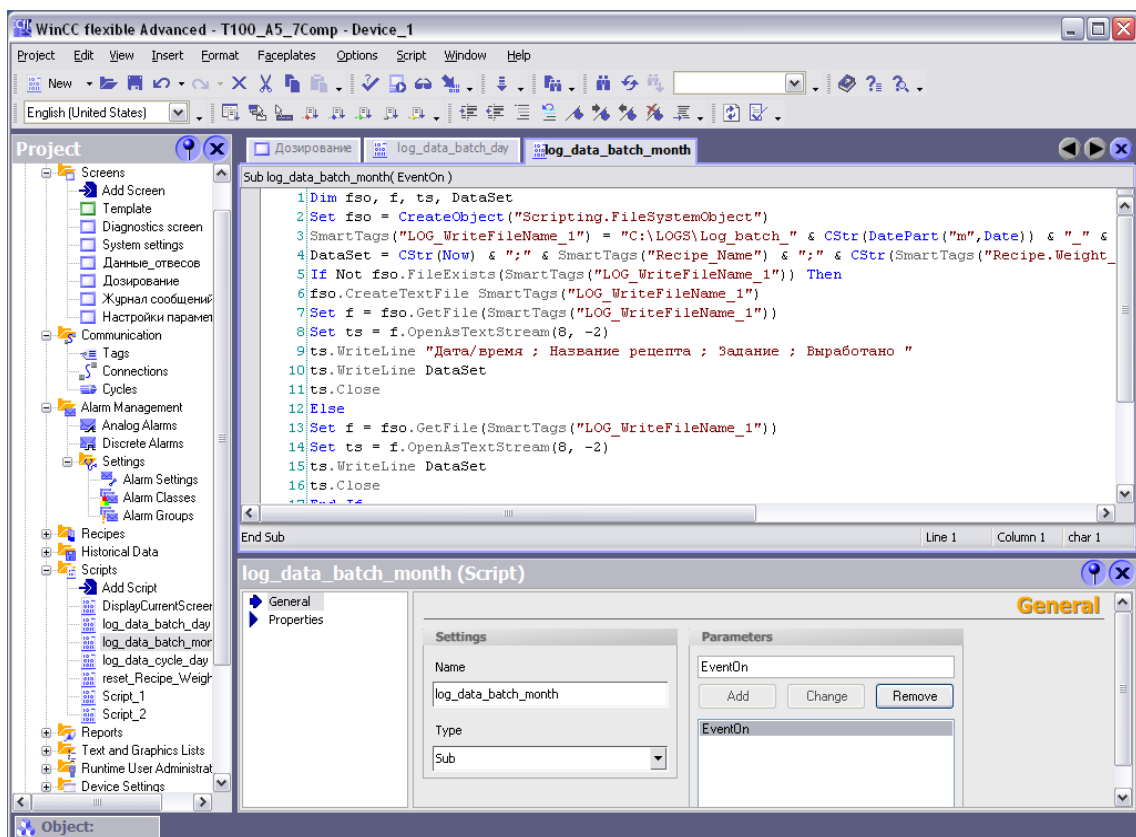 WinCC flexible Advanced - T100_A5_7Comp - Device_1
Project Edit View Insert Format Faceplates Options Script Window Help
New
English (United States)
Project
Screens
Add Screen
Template
Diagnostics screen
System settings
Данные_отвесов
Дозирование
Журнал сообщений
Настройки парамет
Communication
Tags
Connections
Cycles
Alarm Management
Analog Alarms
Discrete Alarms
Settings
Alarm Settings
Alarm Classes
Alarm Groups
Recipes
Historical Data
Scripts
Add Script
DisplayCurrentScreer
log_data_batch_day
log_data_batch_mor
log_data_cycle_day
reset_Recipe_Weigh
Script_1
Script_2
Reports
Text and Graphics Lists
Runtime User Administrat
Device Settings
Object:
Дозирование log_data_batch_day log_data_batch_month
Sub log_data_batch_month( EventOn )
1 Dim fso, f, ts, DataSet
2 Set fso = CreateObject("Scripting.FileSystemObject")
3 SmartTags("LOG_WriteFileName_1") = "C:\LOGS\Log_batch_" & CStr(DatePart("m",Date)) & "_" &
4 DataSet = CStr(Now) & ";" & SmartTags("Recipe_Name") & ";" & CStr(SmartTags("Recipe.Weight_
5 If Not fso.FileExists(SmartTags("LOG_WriteFileName_1")) Then
6 fso.CreateTextFile SmartTags("LOG_WriteFileName_1")
7 Set f = fso.GetFile(SmartTags("LOG_WriteFileName_1"))
8 Set ts = f.OpenAsTextStream(8, -2)
9 ts.WriteLine "Дата/время ; Название рецепта ; Задание ; Выработано "
10 ts.WriteLine DataSet
11 ts.Close
12 Else
13 Set f = fso.GetFile(SmartTags("LOG_WriteFileName_1"))
14 Set ts = f.OpenAsTextStream(8, -2)
15 ts.WriteLine DataSet
16 ts.Close
17 End If
End Sub Line 1 Column 1 char 1
log_data_batch_month (Script)
General
Properties
General
Settings
Name
log_data_batch_month
Type
Sub
Parameters
EventOn
Add Change Remove
EventOn